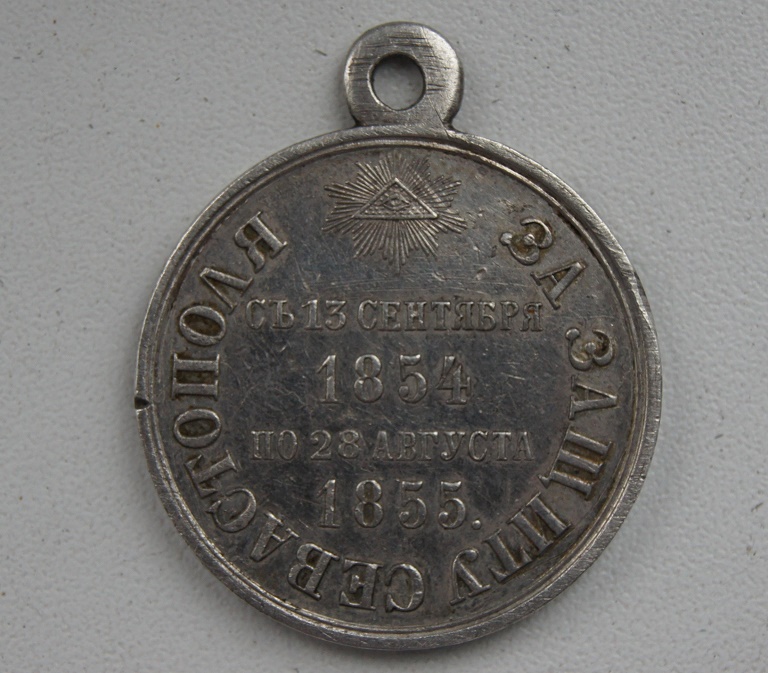 ЗА ЗАЩИТУ СЕВАСТОПОЛЯ
СЪ 13 СЕНТЯБРЯ
1854
ПО 28 АВГУСТА
1855.